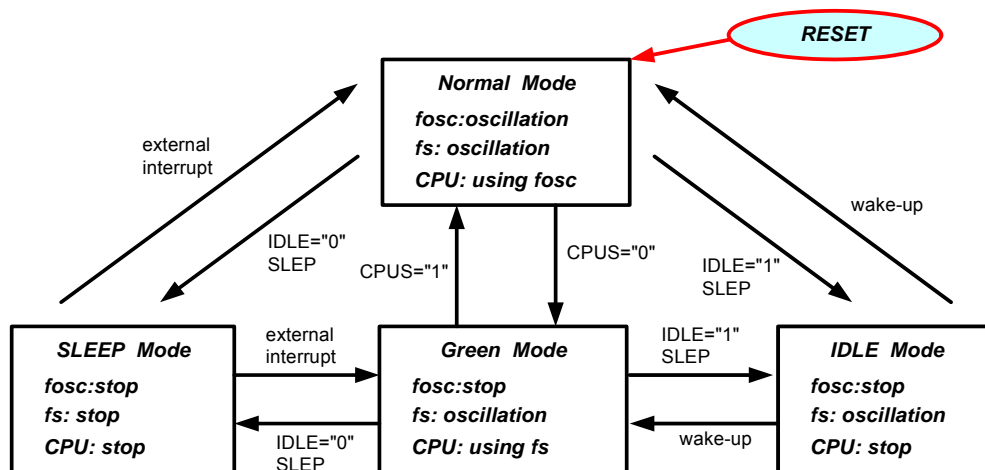 RESET
Normal Mode
fosc:oscillation
fs: oscillation
CPU: using fosc
external
interrupt
wake-up
IDLE="0"
SLEP
CPUS="1"
CPUS="0"
IDLE="1"
SLEP
SLEEP Mode
fosc:stop
fs: stop
CPU: stop
external
interrupt
IDLE="0"
SLEP
Green Mode
fosc:stop
fs: oscillation
CPU: using fs
IDLE="1"
SLEP
wake-up
IDLE Mode
fosc:stop
fs: oscillation
CPU: stop